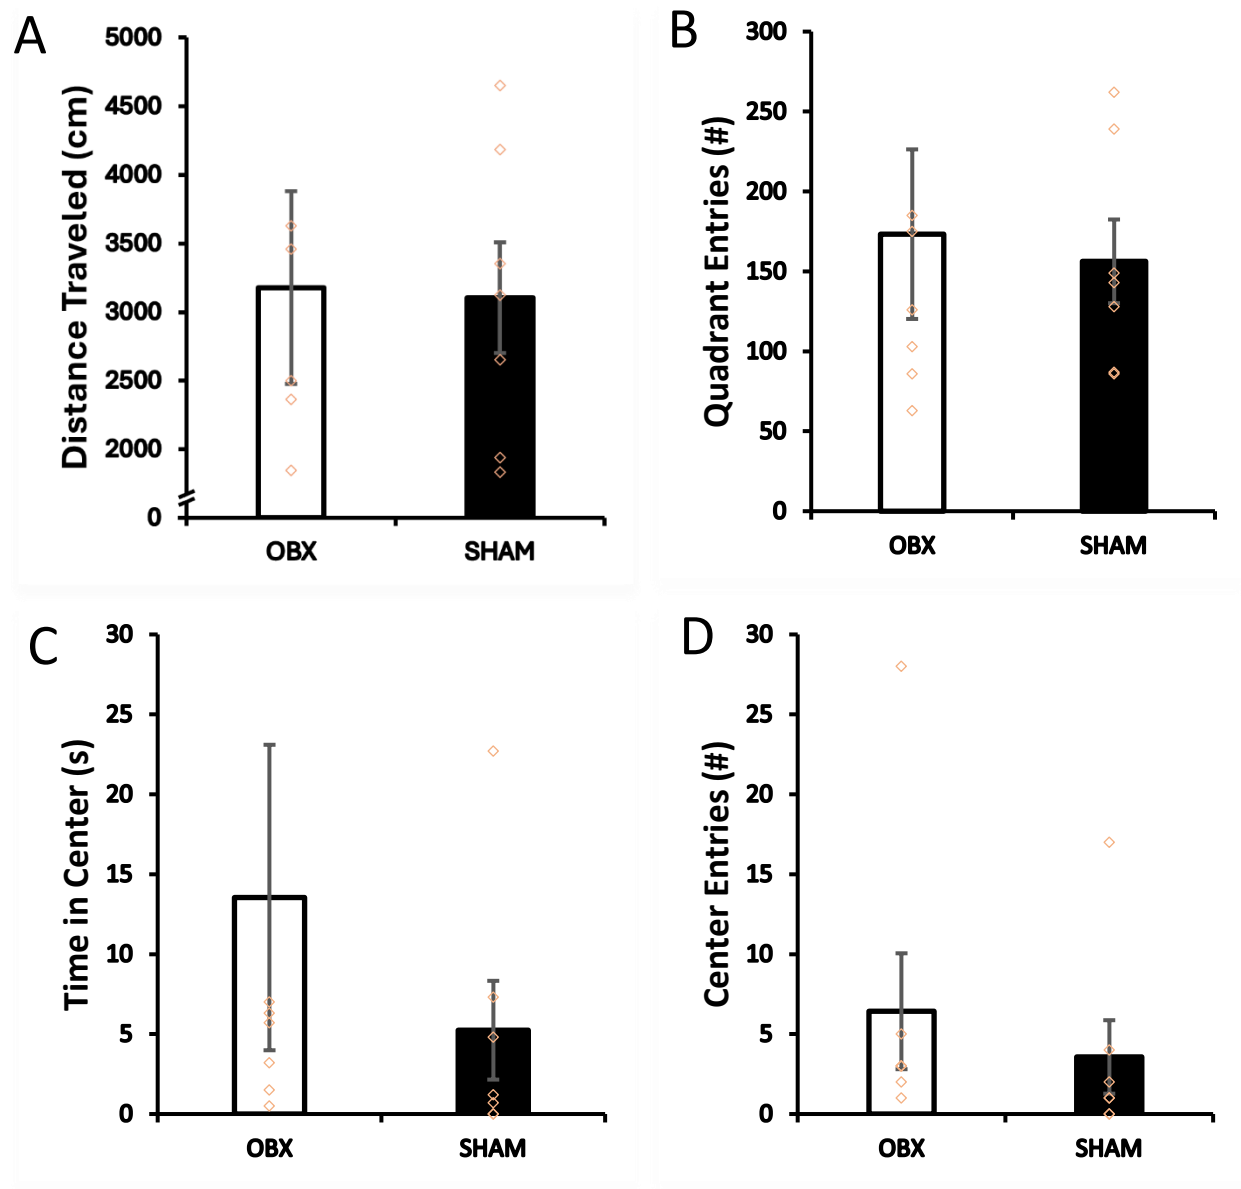 A
Distance Traveled (cm)
5000
4500
4000
3500
3000
2500
2000
0
OBX
SHAM
B
Quadrant Entries (#)
300
250
200
150
100
50
0
OBX
SHAM
C
Time in Center (s)
30
25
20
15
10
5
0
OBX
SHAM
D
Center Entries (#)
30
25
20
15
10
5
0
OBX
SHAM